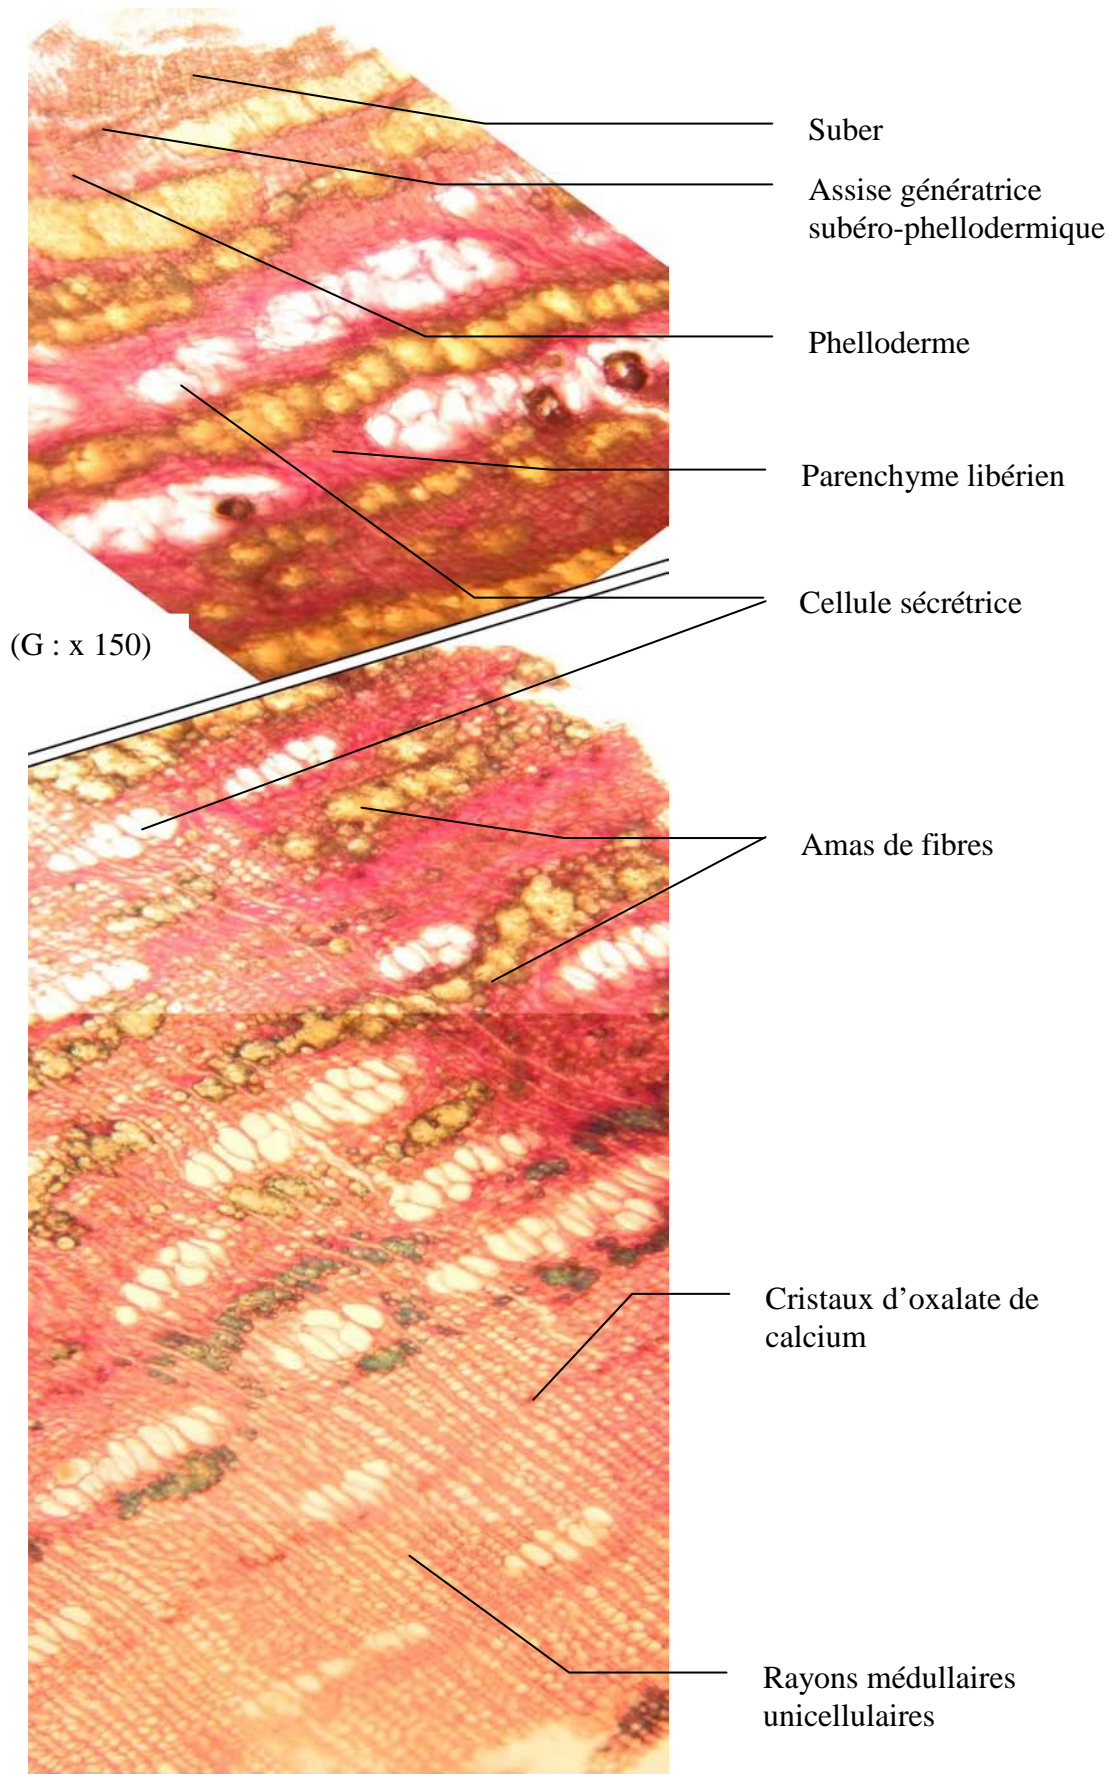 Suber
Assise génératrice
subéro-phellodermique
Phelloderme
Parenchyme libérien
Cellule sécrétrice
(G : x 150)
Amas de fibres
Cristaux d’oxalate de
calcium
Rayons médullaires
unicellulaires